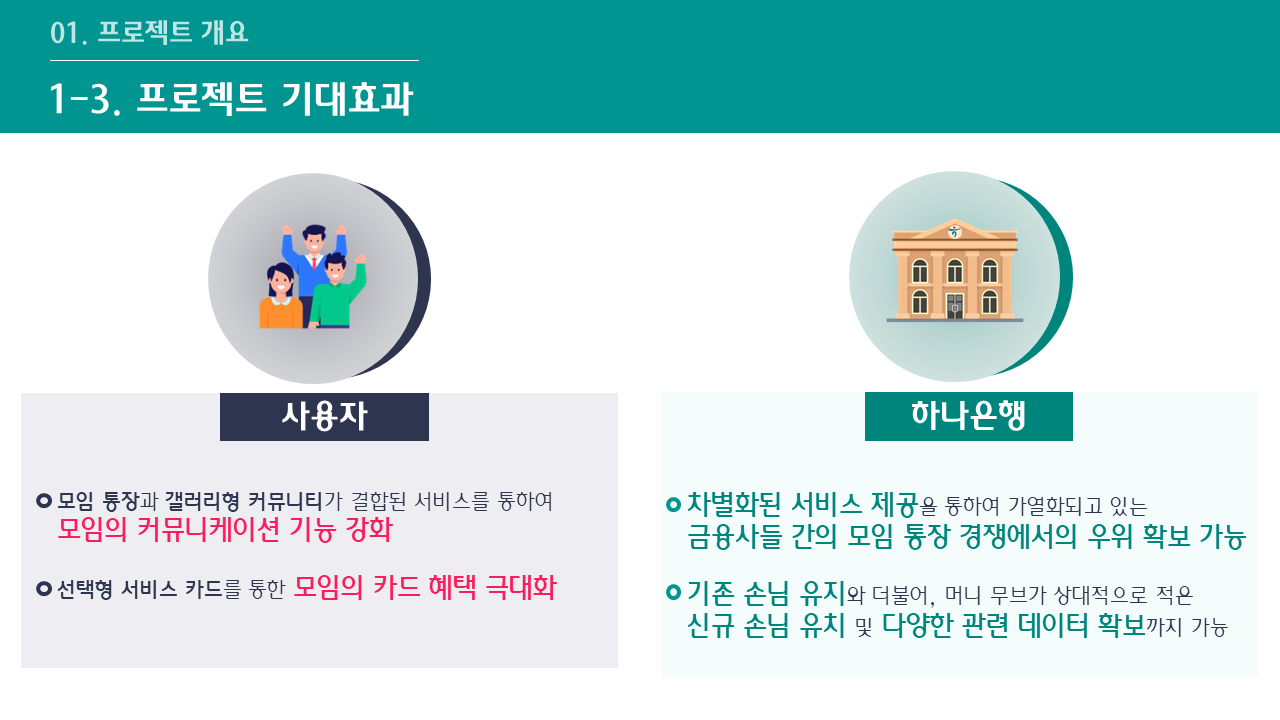 01. 프로젝트 개요
1-3. 프로젝트 기대효과
사용자
모임 통장과 갤러리형 커뮤니티가 결합된 서비스를 통하여
모임의 커뮤니케이션 기능 강화
선택형 서비스 카드를 통한 모임의 카드 혜택 극대화
하나은행
차별화된 서비스 제공을 통하여 가열화되고 있는
금융사들 간의 모임 통장 경쟁에서의 우위 확보 가능
기존 손님 유지와 더불어, 머니 무브가 상대적으로 적은
신규 손님 유치 및 다양한 관련 데이터 확보까지 가능